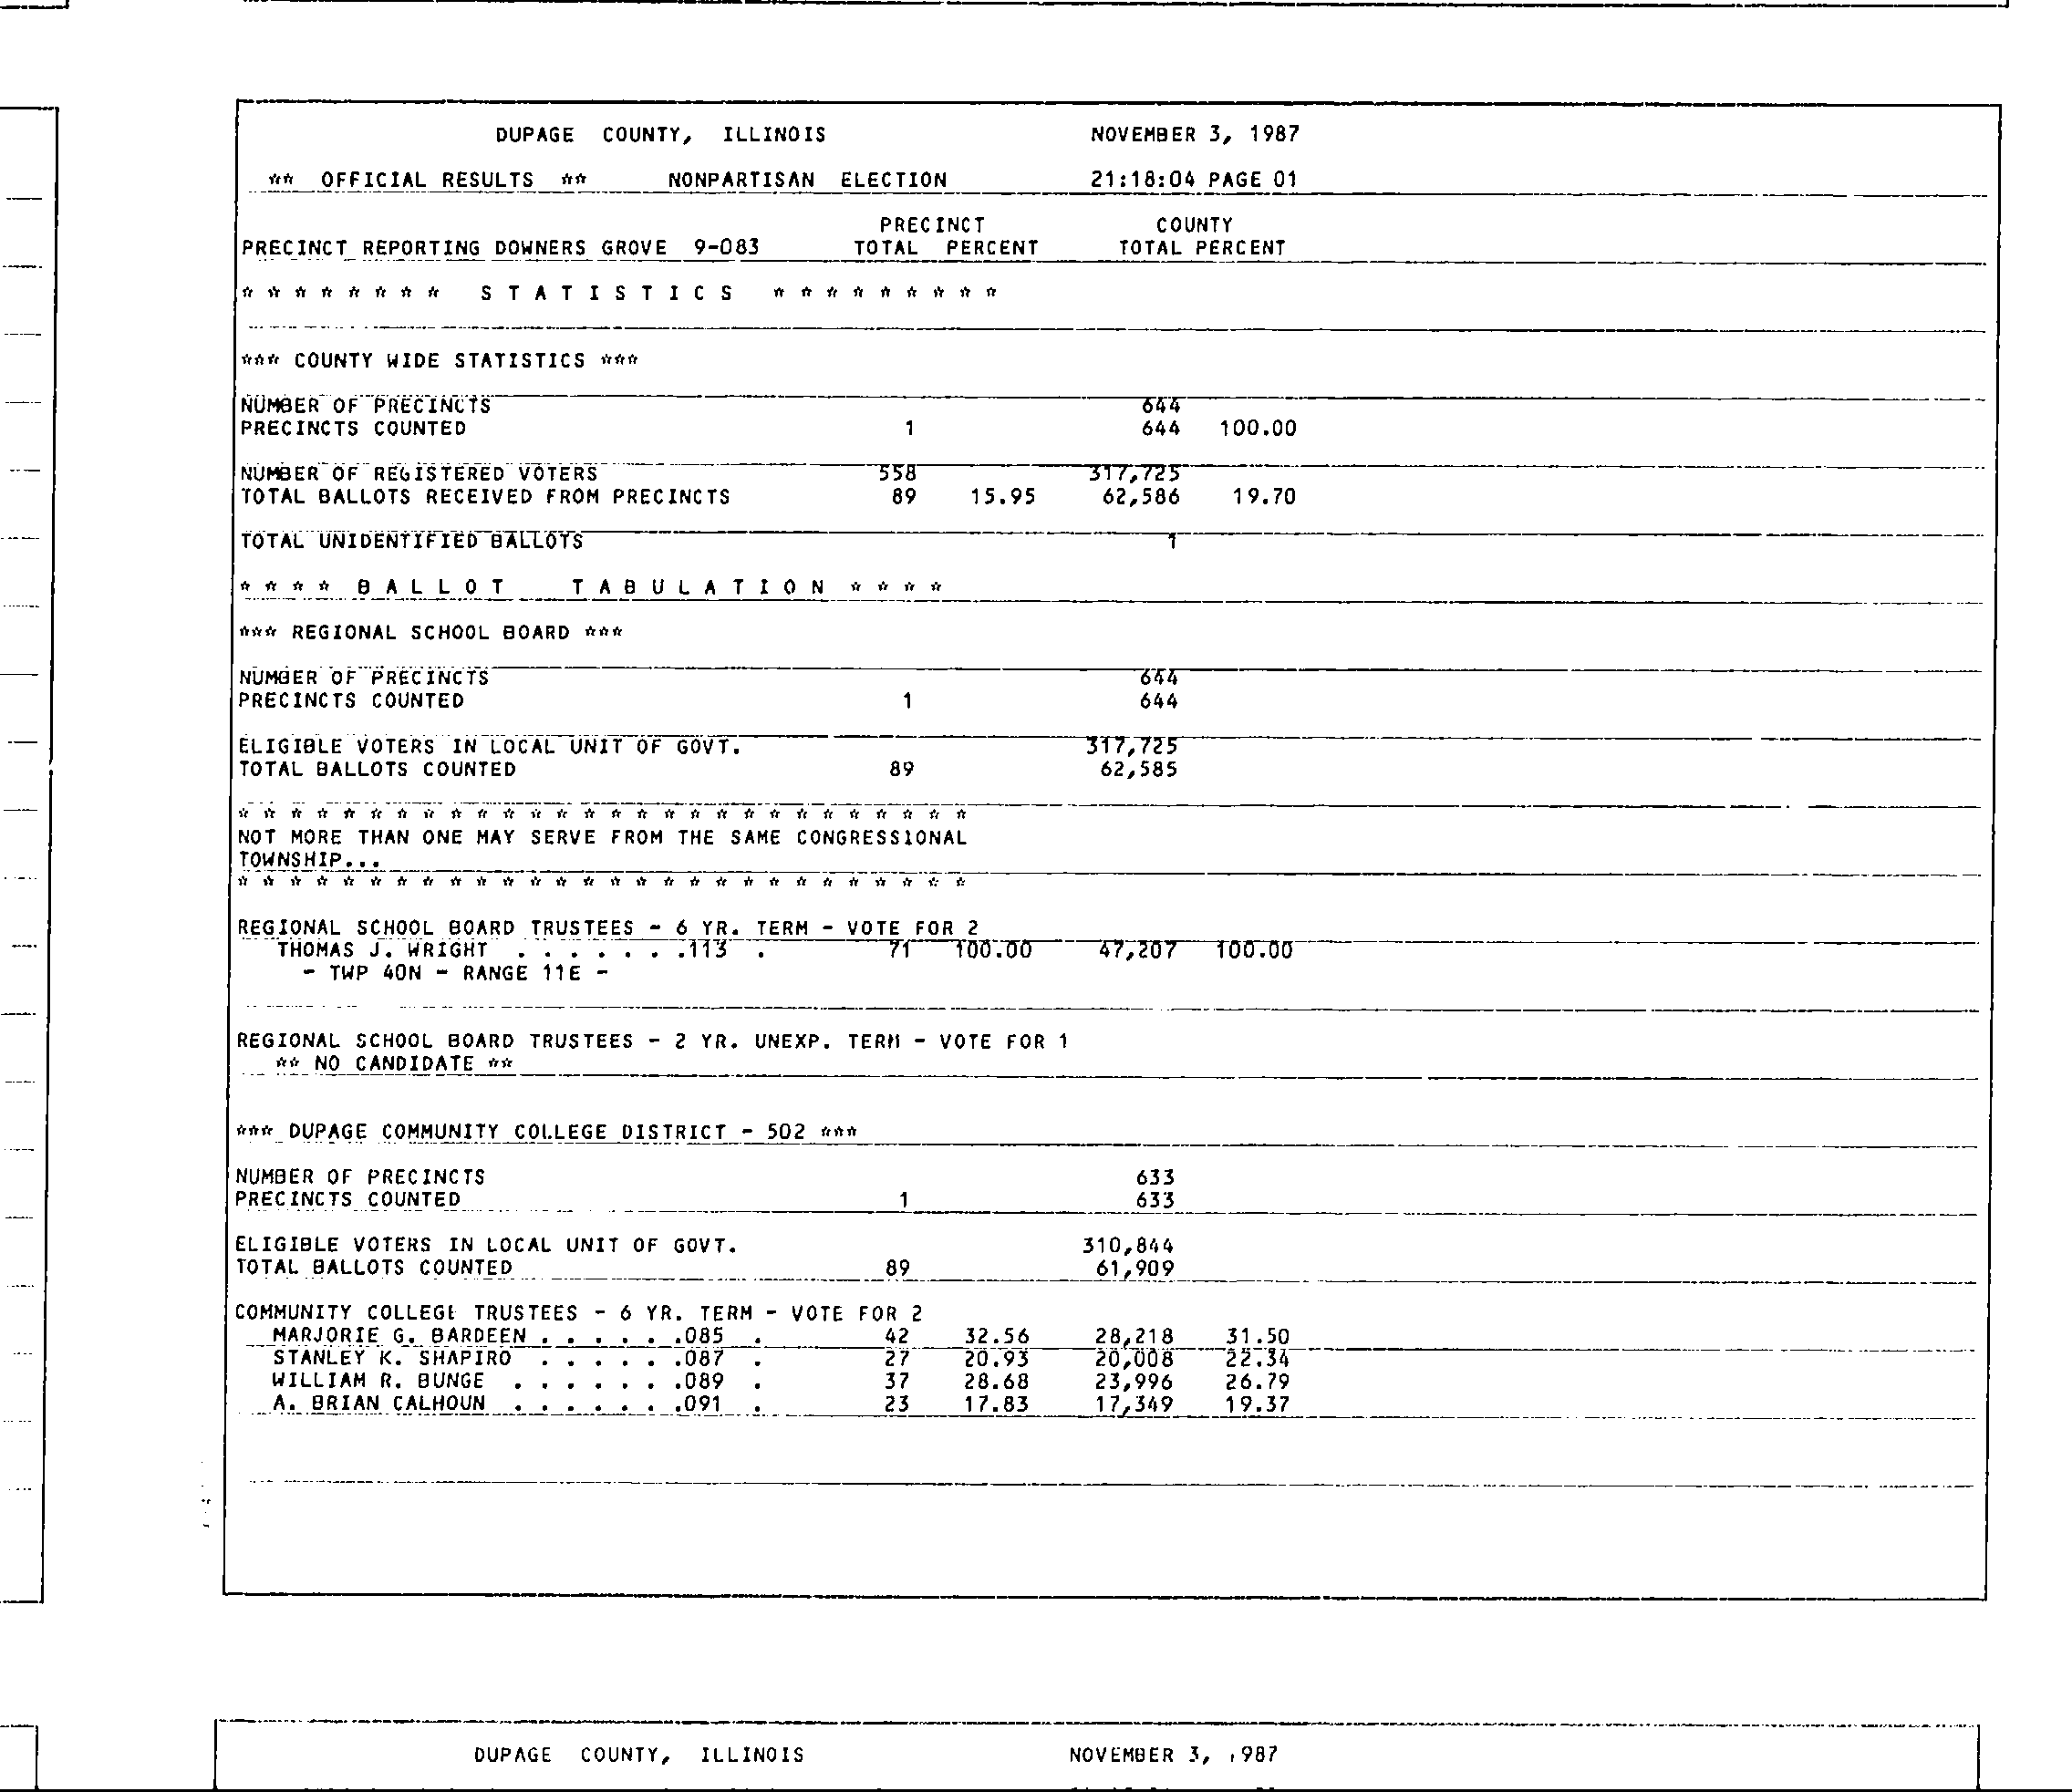 DUPAGE COUNTY, ILLINOIS NOVEMBER 3, 1987
** OFFICIAL RESULTS ** NONPARTISAN ELECTION 21:18:04 PAGE 01
PRECINCT COUNTY
PRECINCT REPORTING DOWNERS GROVE 9-083 TOTAL PERCENT TOTAL PERCENT
* * * * * * * * S T A T I S T I C S * * * * * * * * *
*** COUNTY WIDE STATISTICS ***
NUMBER OF PRECINCTS 644
PRECINCTS COUNTED 1 644 100.00
NUMBER OF REGISTERED VOTERS 558 317,725
TOTAL BALLOTS RECEIVED FROM PRECINCTS 89 15.95 62,586 19.70
TOTAL UNIDENTIFIED BALLOTS 1
* * * * B A L L O T T A B U L A T I O N * * * *
*** REGIONAL SCHOOL BOARD ***
NUMBER OF PRECINCTS 644
PRECINCTS COUNTED 1 644
ELIGIBLE VOTERS IN LOCAL UNIT OF GOVT. 317,725
TOTAL BALLOTS COUNTED 89 62,585
* * * * * * * * * * * * * * * * * * * * * * * * * * * *
NOT MORE THAN ONE MAY SERVE FROM THE SAME CONGRESSIONAL
TOWNSHIP...
* * * * * * * * * * * * * * * * * * * * * * * * * * * *
REGIONAL SCHOOL BOARD TRUSTEES - 6 YR. TERM - VOTE FOR 2
THOMAS J. WRIGHT . . . . . . .113 . 71 100.00 47,207 100.00
- TWP 40N - RANGE 11E -
REGIONAL SCHOOL BOARD TRUSTEES - 2 YR. UNEXP. TERM - VOTE FOR 1
** NO CANDIDATE **
*** DUPAGE COMMUNITY COLLEGE DISTRICT - 502 ***
NUMBER OF PRECINCTS 633
PRECINCTS COUNTED 1 633
ELIGIBLE VOTERS IN LOCAL UNIT OF GOVT. 310,844
TOTAL BALLOTS COUNTED 89 61,909
COMMUNITY COLLEGE TRUSTEES - 6 YR. TERM - VOTE FOR 2
MARJORIE G. BARDEEN . . . . . .085 . 42 32.56 28,218 31.50
STANLEY K. SHAPIRO . . . . . .087 . 27 20.93 20,008 22.34
WILLIAM R. BUNGE . . . . . . .089 . 37 28.68 23,996 26.79
A. BRIAN CALHOUN . . . . . . .091 . 23 17.83 17,349 19.37
DUPAGE COUNTY, ILLINOIS NOVEMBER 3, 1987